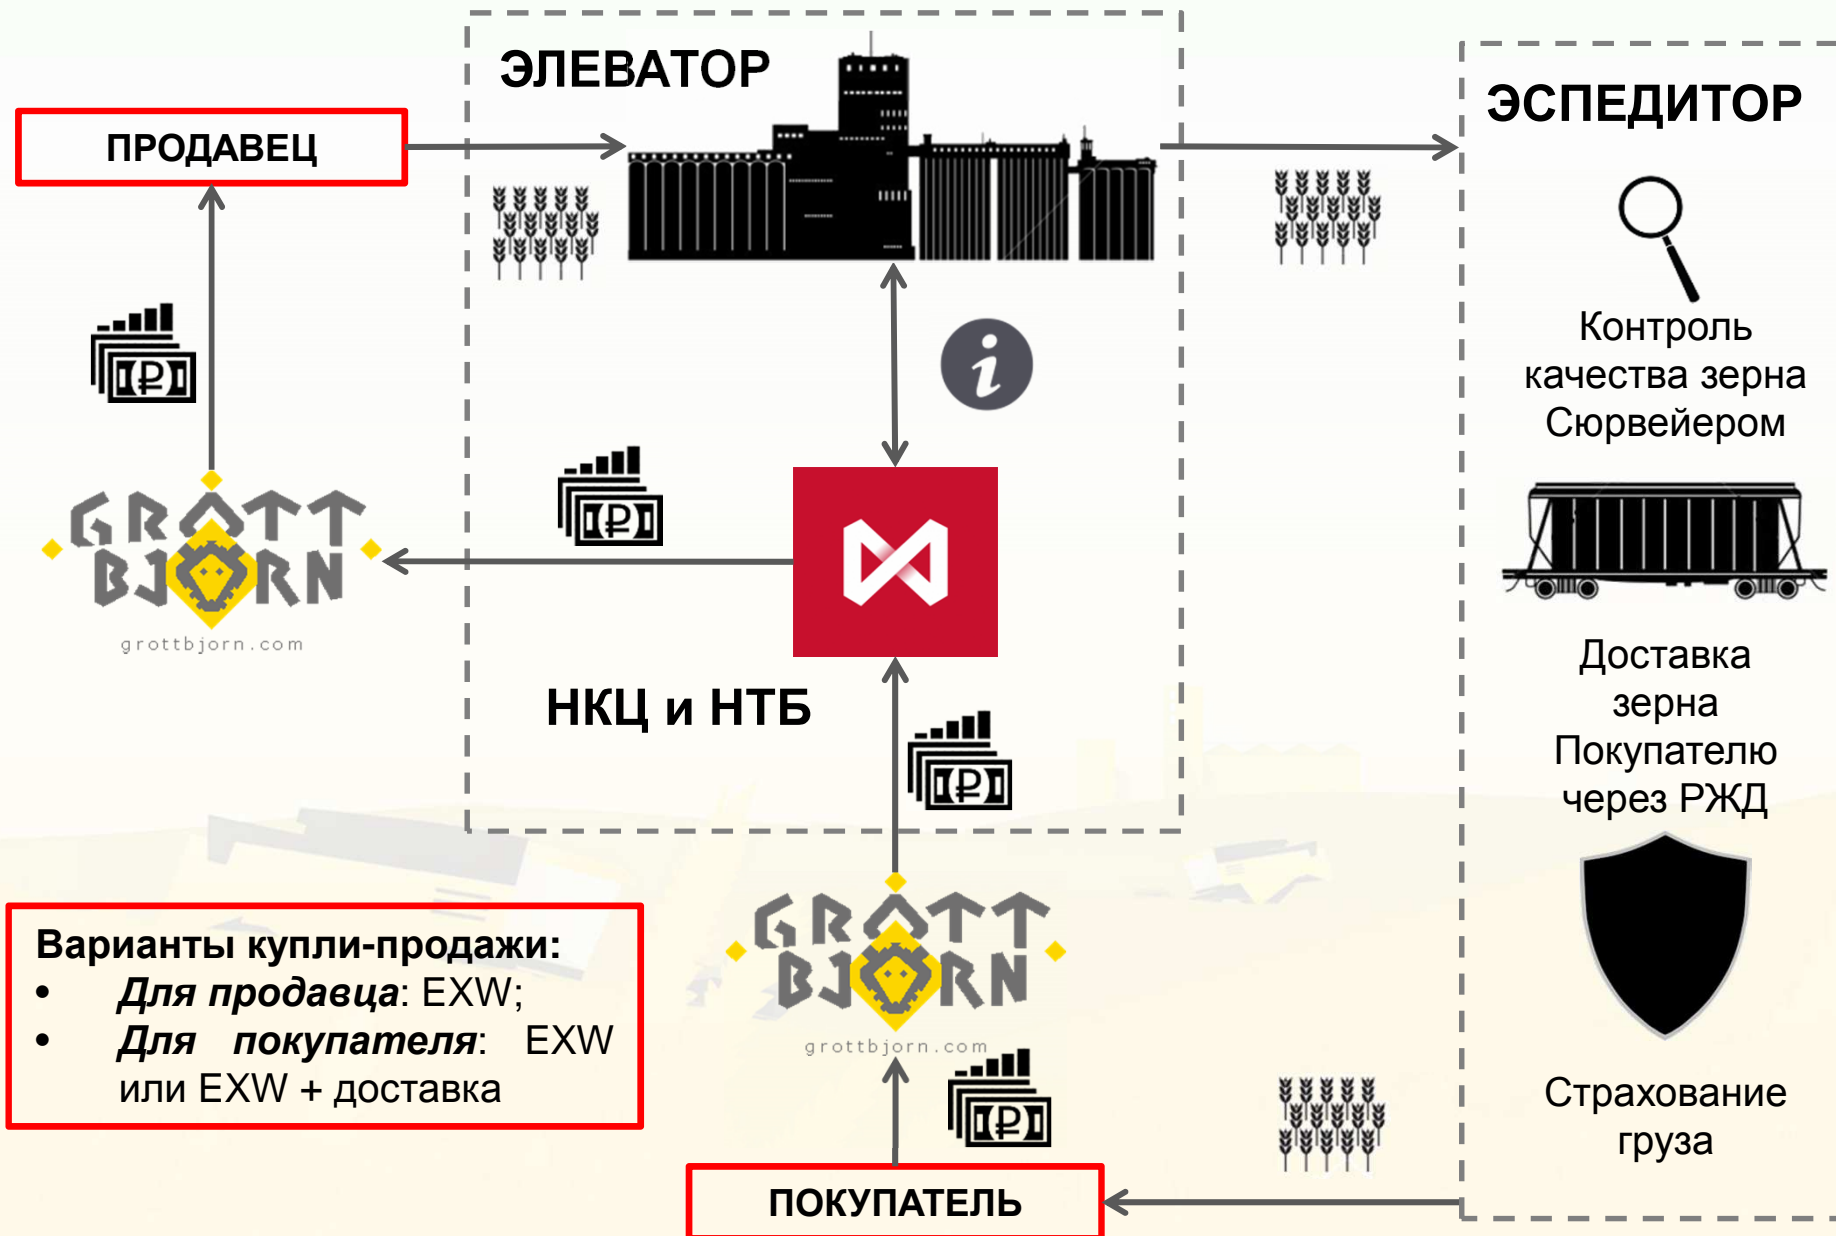 ЭЛЕВАТОР
ЭСПЕДИТОР
ПРОДАВЕЦ
Контроль
качества зерна
Сюрвейером
GROTT
BJORN
grottbjorn.com
НКЦ и НТБ
Доставка
зерна
Покупателю
через РЖД
Варианты купли-продажи:
• Для продавца: EXW;
• Для покупателя: EXW
или EXW + доставка
GROTT
BJORN
grottbjorn.com
Страхование
груза
ПОКУПАТЕЛЬ